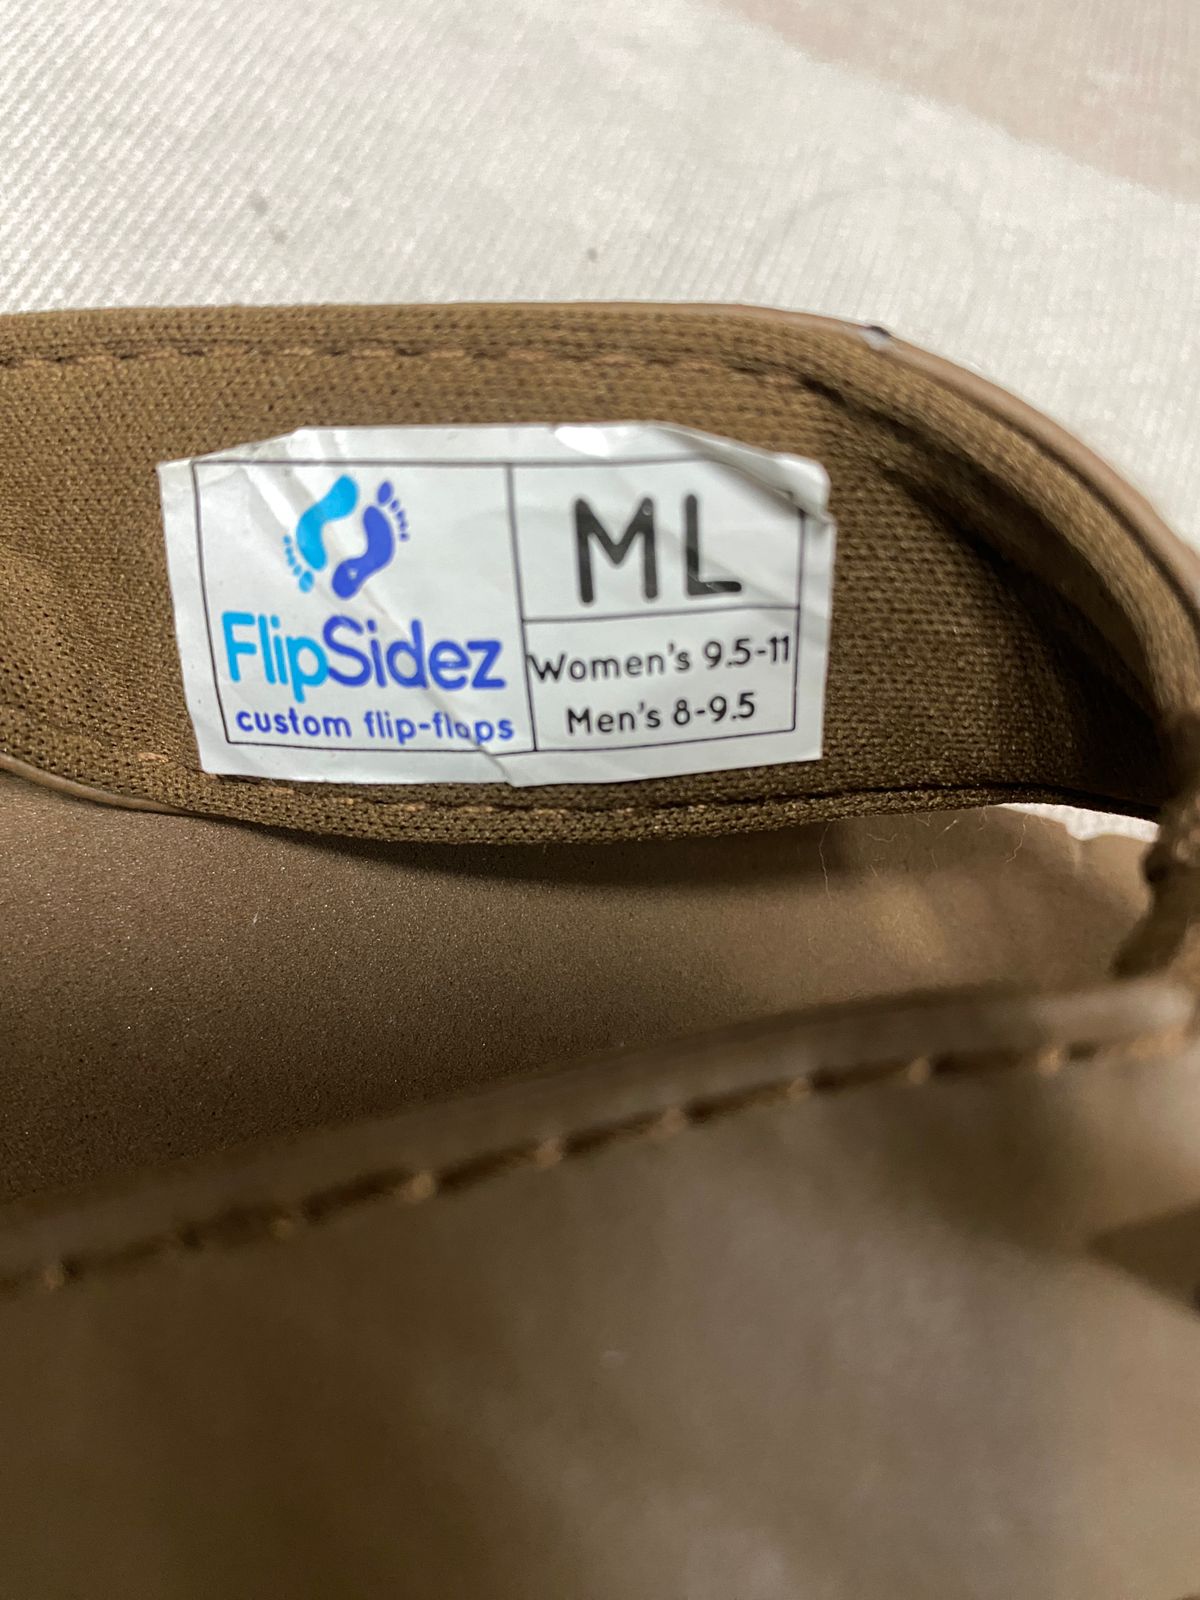 FlipSidez
custom flip-flops
ML
Women's 9.5-11
Men's 8-9.5